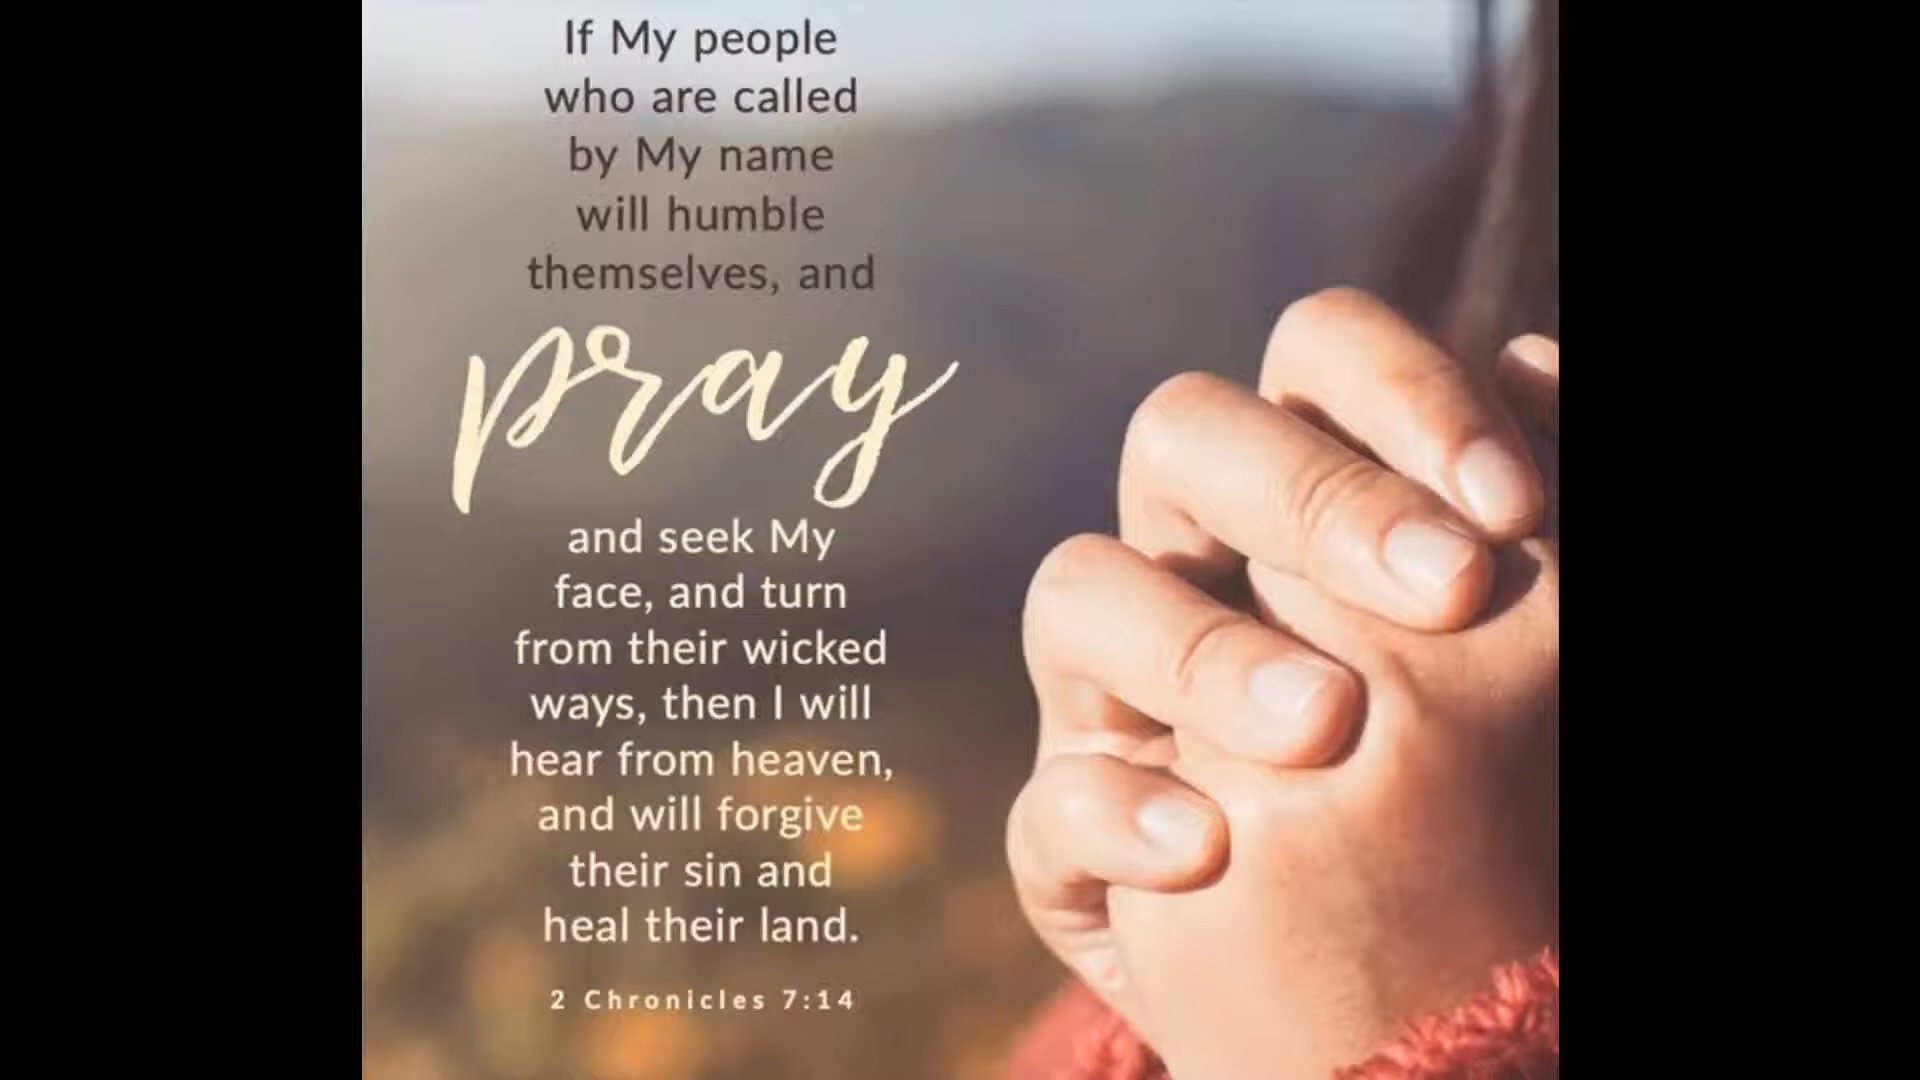 If My people
who are called
by My name
will humble
themselves, and
pray
and seek My
face, and turn
from their wicked
ways, then I will
hear from heaven,
and will forgive
their sin and
heal their land.
2 Chronicles 7:14